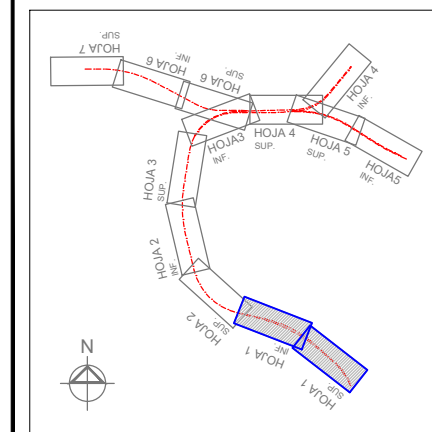 HOJA 7
SUP.
HOJA 6
INF.
HOJA 6
SUP.
HOJA 4
INF.
HOJA3
INF.
HOJA 4
SUP.
HOJA 5
SUP.
HOJA5
INF.
HOJA 3
SUP.
HOJA 2
INF.
HOJA 2
SUP.
HOJA 1
INF.
HOJA 1
SUP.
N